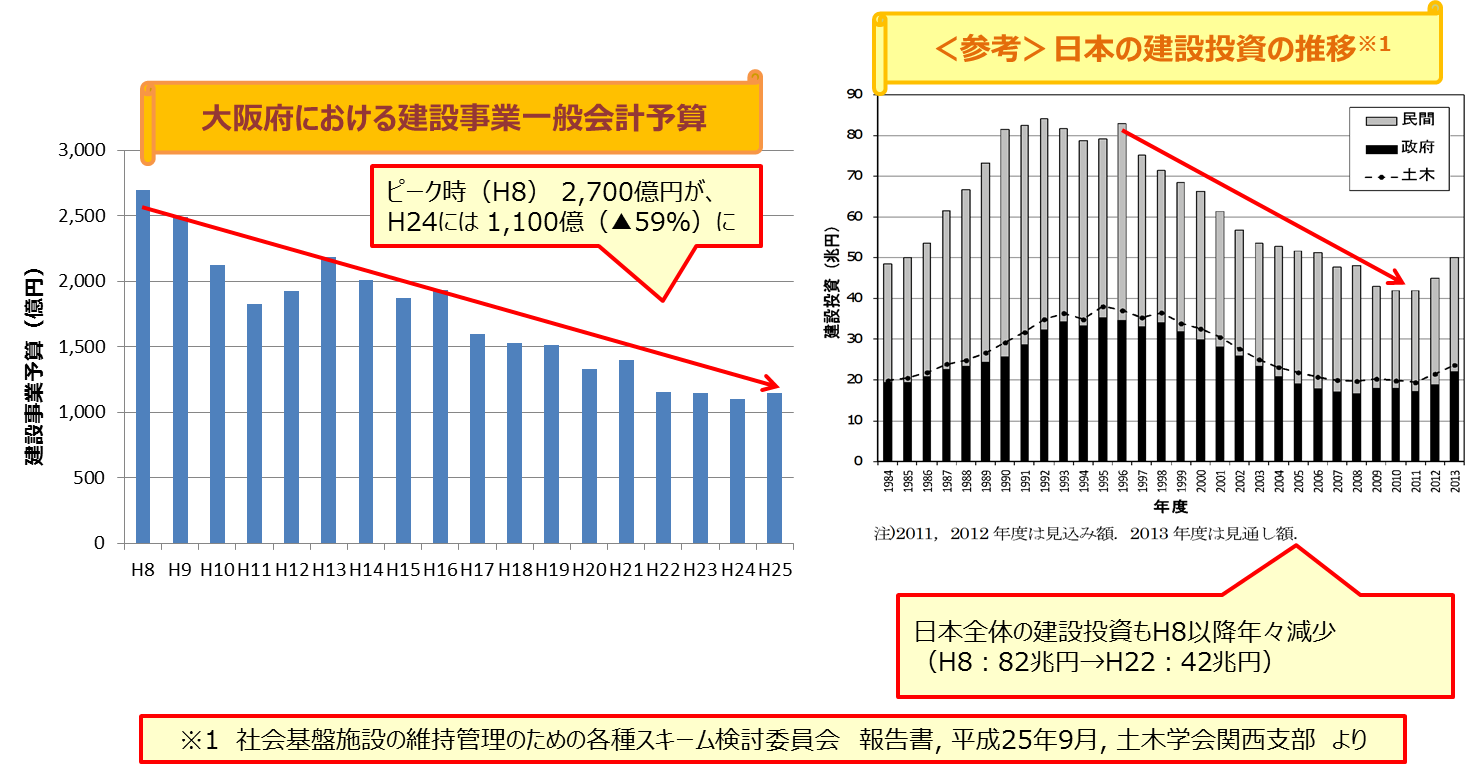 大阪府における建設事業一般会計予算
ピーク時（H8） 2,700億円が、
H24には 1,100億（▲59%）に
建設事業予算（億円）
3,000
2,500
2,000
1,500
1,000
500
0
H8 H9 H10 H11 H12 H13 H14 H15 H16 H17 H18 H19 H20 H21 H22 H23 H24 H25
＜参考＞日本の建設投資の推移※1
建設投資（兆円）
90
80
70
60
50
40
30
20
10
0
民間
政府
土木
1984 1985 1986 1987 1988 1989 1990 1991 1992 1993 1994 1995 1996 1997 1998 1999 2000 2001 2002 2003 2004 2005 2006 2007 2008 2009 2010 2011 2012 2013
年度
注)2011，2012年度は見込み額．2013年度は見通し額．
日本全体の建設投資もH8以降年々減少
（H8：82兆円→H22：42兆円）
※1 社会基盤施設の維持管理のための各種スキーム検討委員会 報告書, 平成25年9月, 土木学会関西支部 より